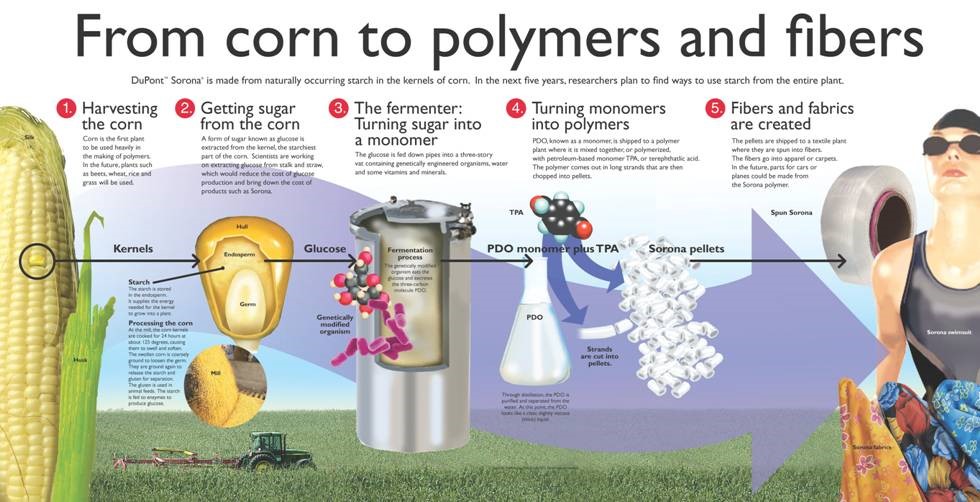 From corn to polymers and fibers
DuPont™ Sorona® is made from naturally occurring starch in the kernels of corn. In the next five years, researchers plan to find ways to use starch from the entire plant.
1. Harvesting
the corn
Corn is the first plant
to be used heavily in
the making of polymers.
In the future, plants such
as beets, wheat, rice and
grass will be used.
2. Getting sugar
from the corn
A form of sugar known as glucose is
extracted from the kernel, the starchiest
part of the corn. Scientists are working
on extracting glucose from stalk and straw,
which would reduce the cost of glucose
production and bring down the cost of
products such as Sorona.
3. The fermenter:
Turning sugar into
a monomer
The glucose is fed down pipes into a three-story
vat containing genetically engineered organisms, water
and some vitamins and minerals.
4. Turning monomers
into polymers
PDO, known as a monomer, is shipped to a polymer
plant where it is mixed together, or polymerized,
with petroleum-based monomer TPA, or terephthalic acid.
The polymer comes out in long strands that are then
chopped into pellets.
5. Fibers and fabrics
are created
The pellets are shipped to a textile plant
where they are spun into fibers.
The fibers go into apparel or carpets.
In the future, parts for cars or
planes could be made from
the Sorona polymer.
Silk
Husk
Kernels
Hull
Endosperm
Germ
Starch
The starch is stored
in the endosperm.
It supplies the energy
needed for the kernel
to grow into a plant.
Processing the corn
At the mill, the corn kernels
are cooked for 24 hours at
about 125 degrees, causing
them to swell and soften.
The swollen corn is coarsely
ground to loosen the germ.
They are ground again to
release the starch and
gluten for separation.
The gluten is used in
animal feeds. The starch
is fed to enzymes to
produce glucose.
Mill
Glucose
Genetically
modified
organism
Fermentation
process
The genetically modified
organism eats the
glucose and excretes
the three-carbon
molecule PDO.
TPA
PDO monomer plus TPA
PDO
Through distillation, the PDO is
purified and separated from the
water. At this point, the PDO
looks like a clear, slightly viscous
(thick) liquid.
Strands
are cut into
pellets.
Sorona pellets
Spun Sorona
Sorona swimsuit
Sorona fabrics